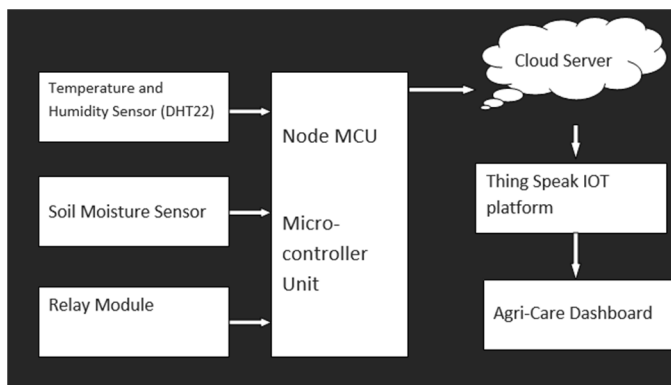 Temperature and
Humidity Sensor (DHT22)
Soil Moisture Sensor
Relay Module
Node MCU
Micro-
controller
Unit
Cloud Server
Thing Speak IOT
platform
Agri-Care Dashboard